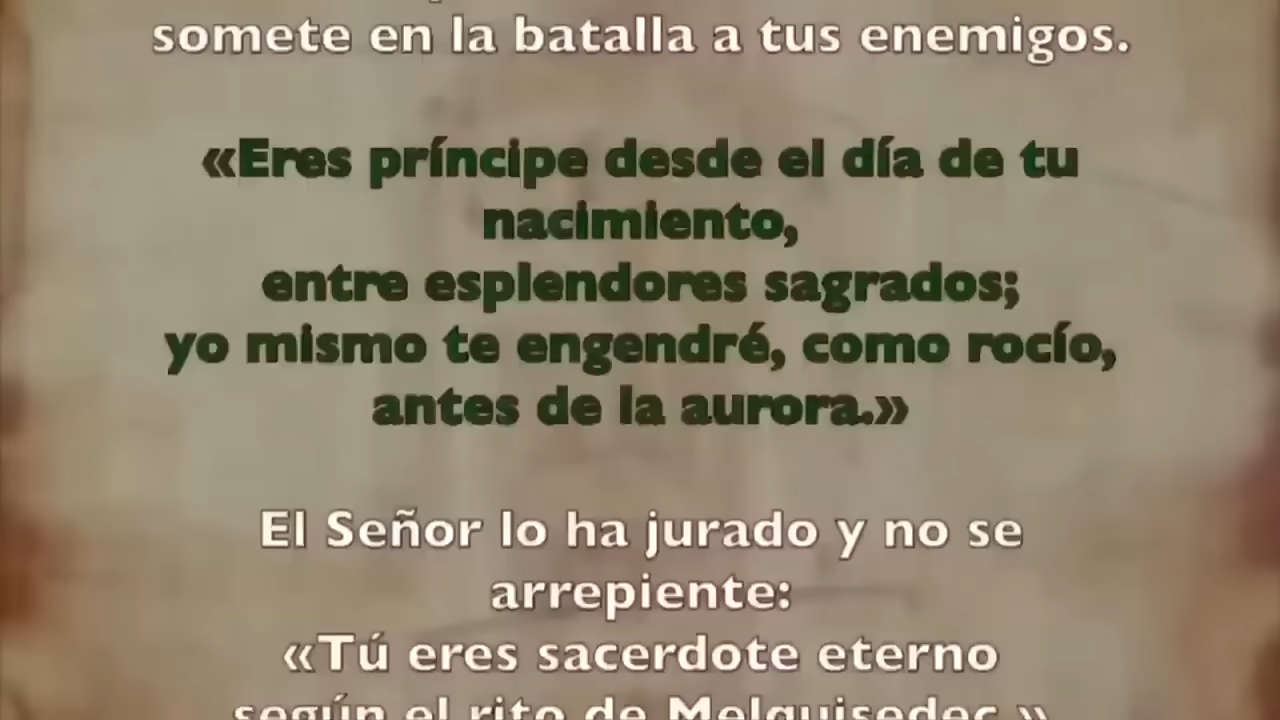 somete en la batalla a tus enemigos.
«Eres príncipe desde el día de tu
nacimiento,
entre esplendores sagrados;
yo mismo te engendré, como rocío,
antes de la aurora.»
El Señor lo ha jurado y no se
arrepiente:
«Tú eres sacerdote eterno
según el rito de Melquisedec.»